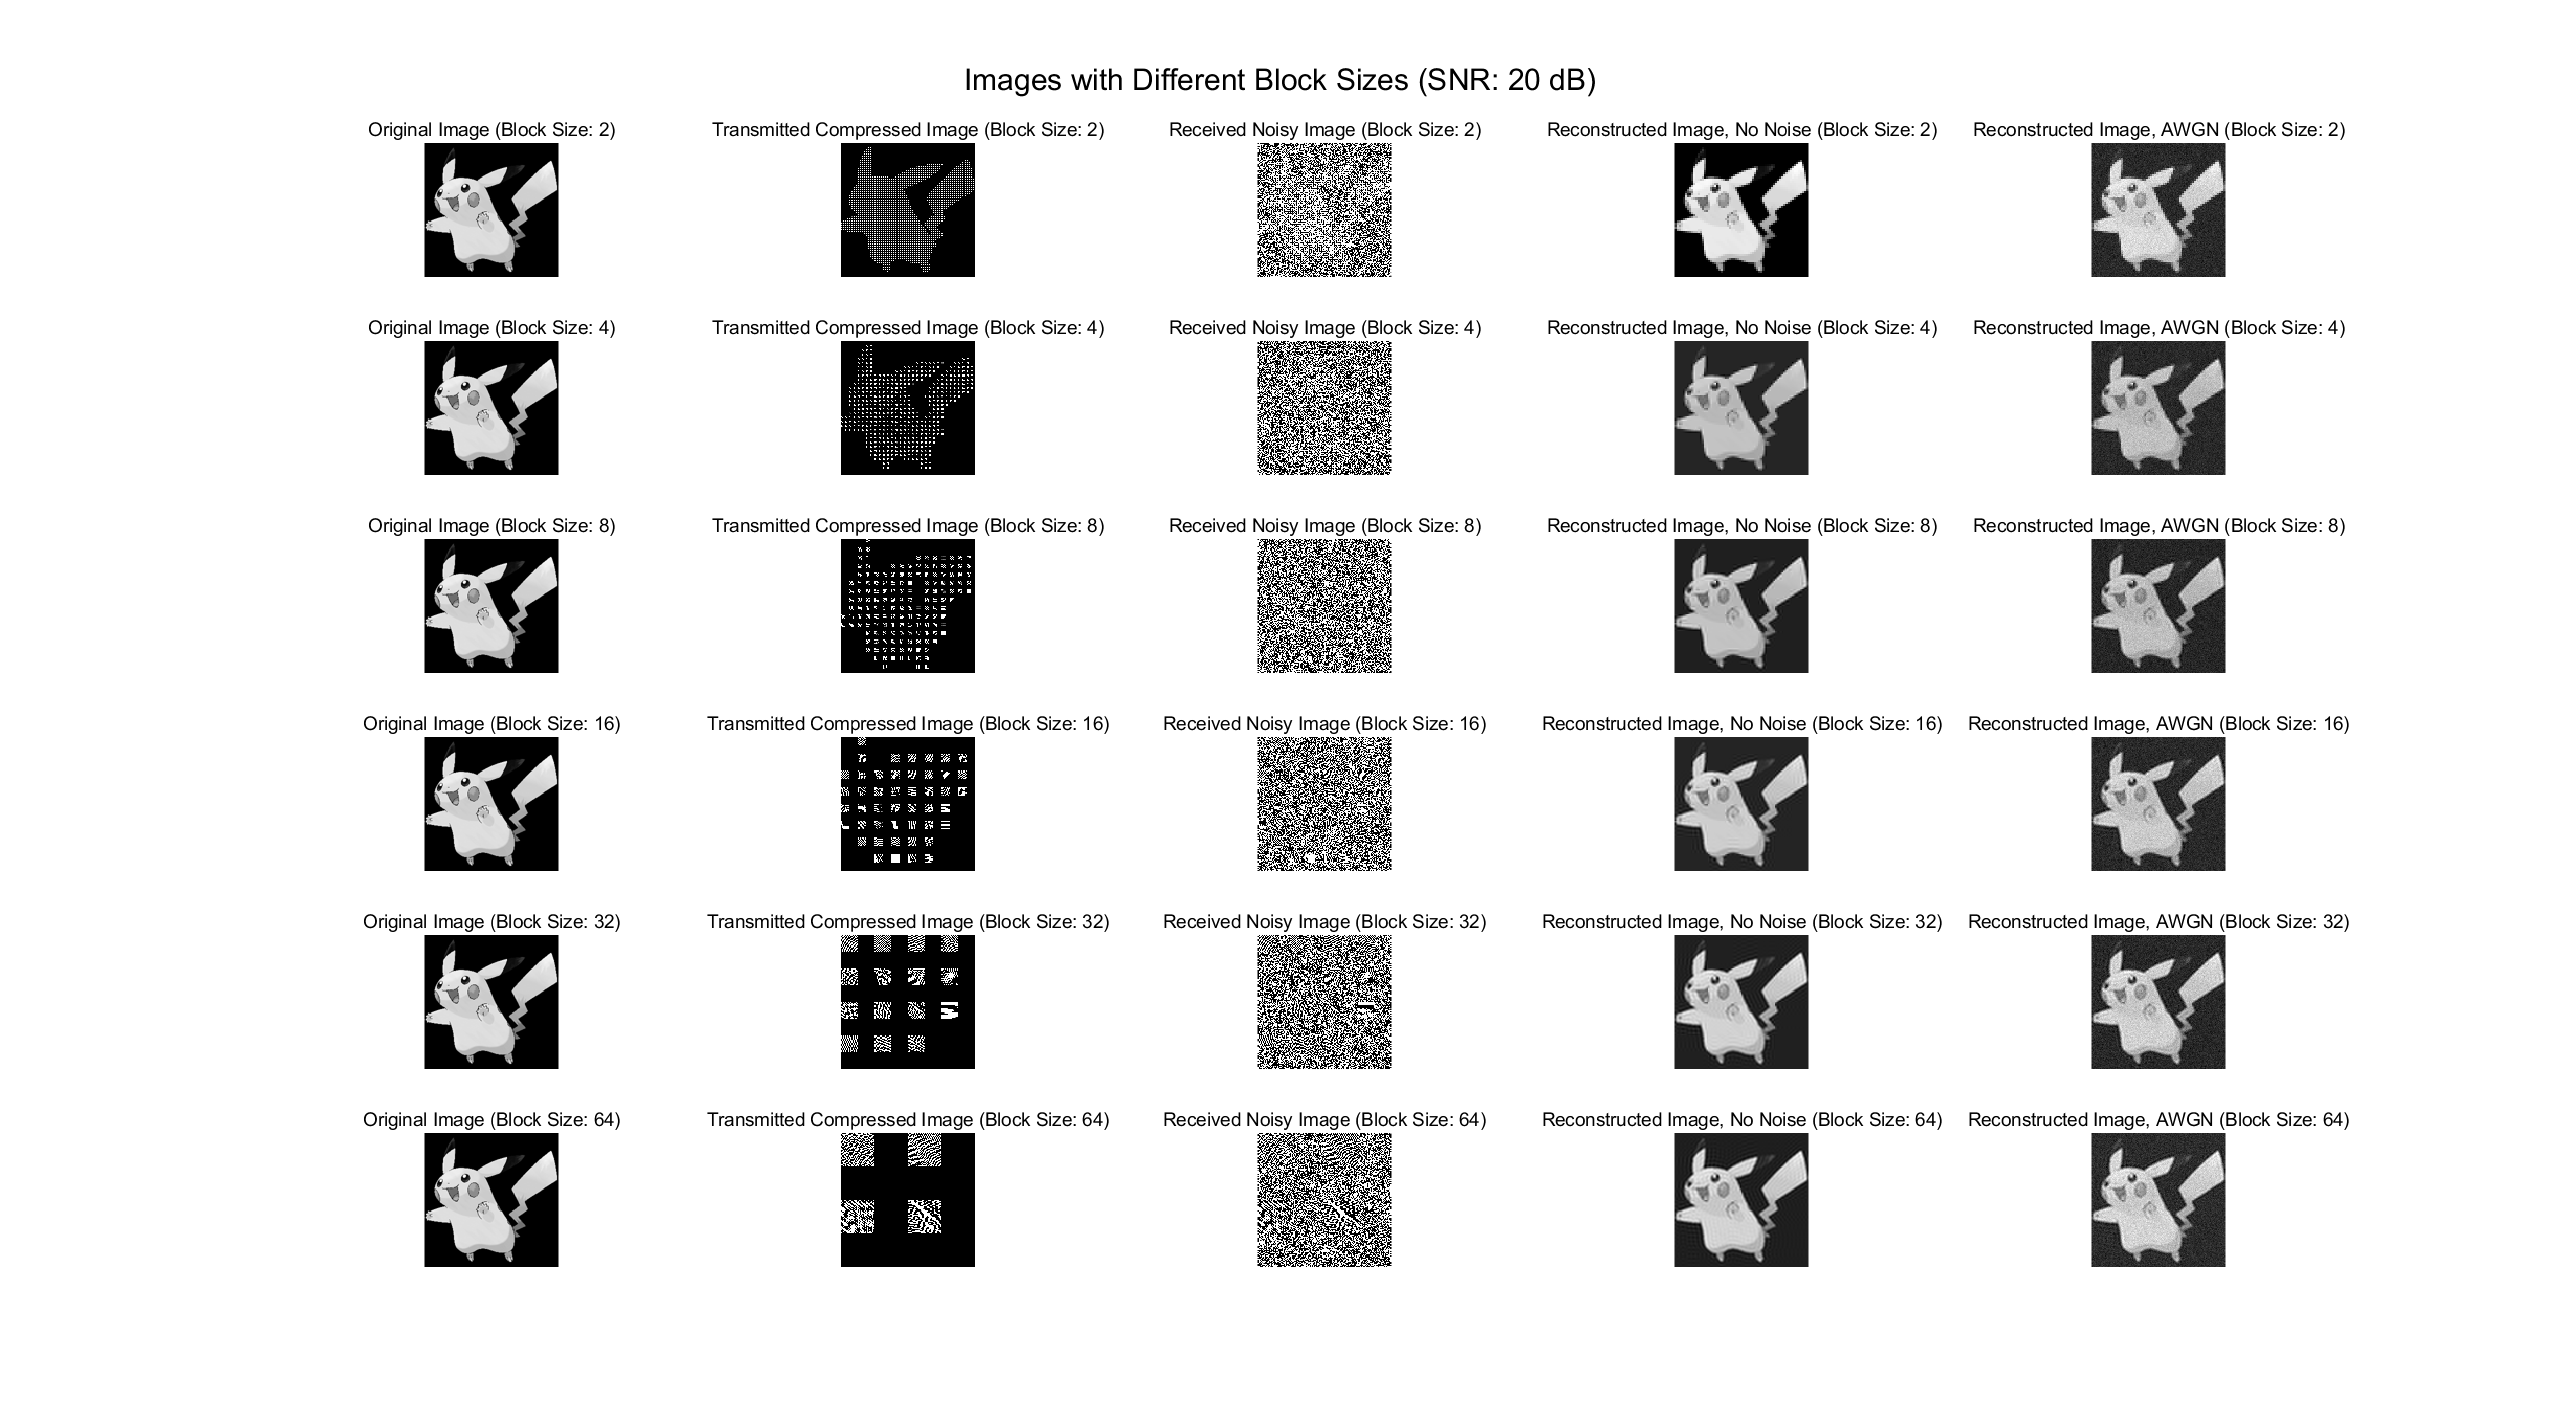 Images with Different Block Sizes (SNR: 20 dB)
Original Image (Block Size: 2)
Transmitted Compressed Image (Block Size: 2)
Received Noisy Image (Block Size: 2)
Reconstructed Image, No Noise (Block Size: 2)
Reconstructed Image, AWGN (Block Size: 2)
Original Image (Block Size: 4)
Transmitted Compressed Image (Block Size: 4)
Received Noisy Image (Block Size: 4)
Reconstructed Image, No Noise (Block Size: 4)
Reconstructed Image, AWGN (Block Size: 4)
Original Image (Block Size: 8)
Transmitted Compressed Image (Block Size: 8)
Received Noisy Image (Block Size: 8)
Reconstructed Image, No Noise (Block Size: 8)
Reconstructed Image, AWGN (Block Size: 8)
Original Image (Block Size: 16)
Transmitted Compressed Image (Block Size: 16)
Received Noisy Image (Block Size: 16)
Reconstructed Image, No Noise (Block Size: 16)
Reconstructed Image, AWGN (Block Size: 16)
Original Image (Block Size: 32)
Transmitted Compressed Image (Block Size: 32)
Received Noisy Image (Block Size: 32)
Reconstructed Image, No Noise (Block Size: 32)
Reconstructed Image, AWGN (Block Size: 32)
Original Image (Block Size: 64)
Transmitted Compressed Image (Block Size: 64)
Received Noisy Image (Block Size: 64)
Reconstructed Image, No Noise (Block Size: 64)
Reconstructed Image, AWGN (Block Size: 64)